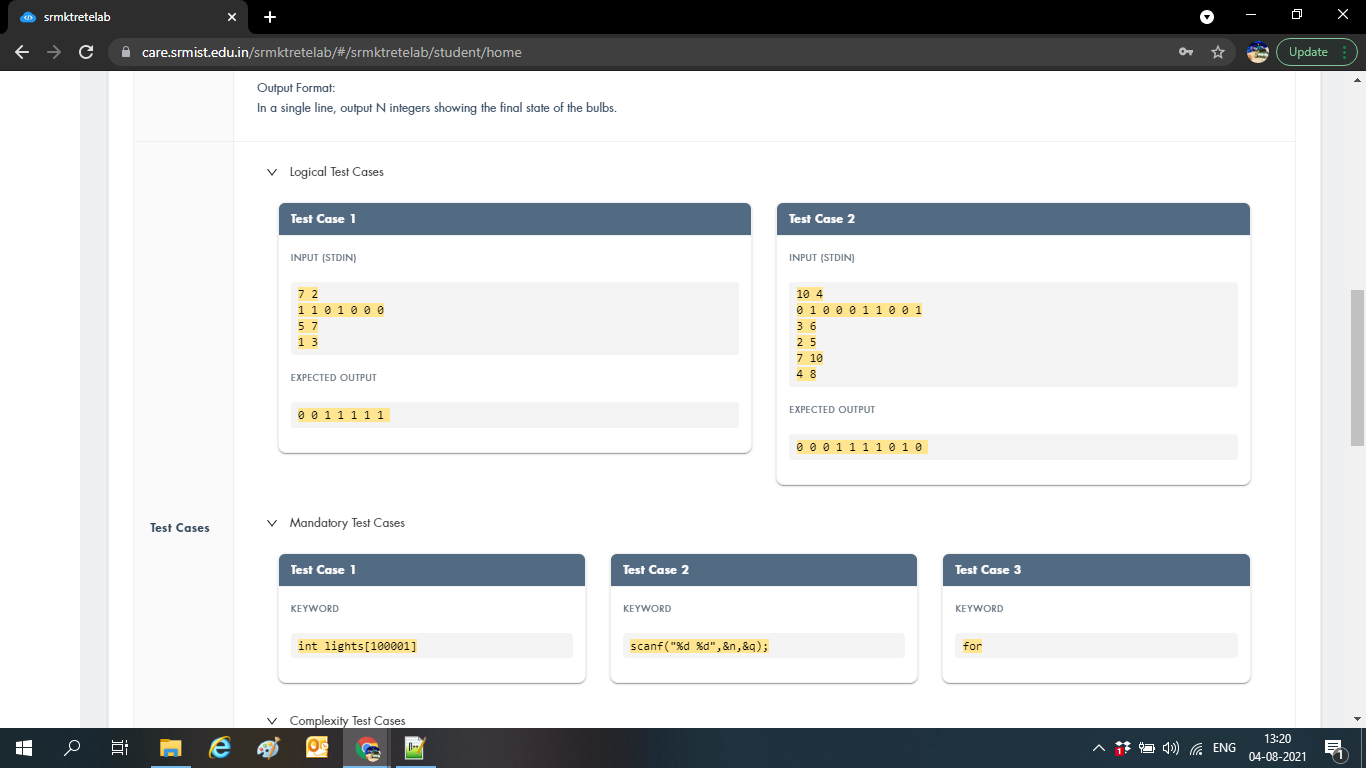 srmktretelab
care.srmist.edu.in/srmktretelab/#/srmktretelab/student/home
Update
Output Format:
In a single line, output N integers showing the final state of the bulbs.
Logical Test Cases
Test Case 1
INPUT (STDIN)
7 2
1 1 0 1 0 0 0
5 7
1 3
EXPECTED OUTPUT
0 0 1 1 1 1 1
Test Case 2
INPUT (STDIN)
10 4
0 1 0 0 0 1 1 0 0 1
3 6
2 5
7 10
4 8
EXPECTED OUTPUT
0 0 0 1 1 1 1 0 1 0
Test Cases
Mandatory Test Cases
Test Case 1
KEYWORD
int lights[100001]
Test Case 2
KEYWORD
scanf("%d %d",&n,&q);
Test Case 3
KEYWORD
for
Complexity Test Cases
ENG
13:20
04-08-2021
1